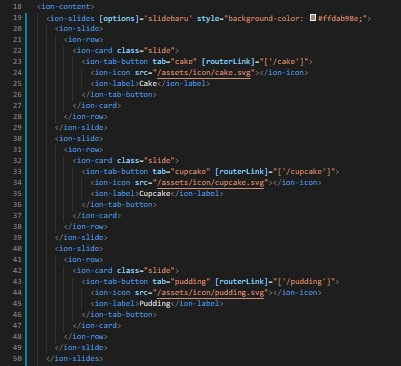 18 <ion-content>
19 <ion-slides [options]='slidebaru' style="background-color: #ffdab98e;">
20 <ion-slide>
21 <ion-row>
22 <ion-card class="slide">
23 <ion-tab-button tab="cake" [routerLink]="['/cake']">
24 <ion-icon src="/assets/icon/cake.svg"></ion-icon>
25 <ion-label>Cake</ion-label>
26 </ion-tab-button>
27 </ion-card>
28 </ion-row>
29 </ion-slide>
30 <ion-slide>
31 <ion-row>
32 <ion-card class="slide">
33 <ion-tab-button tab="cupcake" [routerLink]="['/cupcake']">
34 <ion-icon src="/assets/icon/cupcake.svg"></ion-icon>
35 <ion-label>Cupcake</ion-label>
36 </ion-tab-button>
37 </ion-card>
38 </ion-row>
39 </ion-slide>
40 <ion-slide>
41 <ion-row>
42 <ion-card class="slide">
43 <ion-tab-button tab="pudding" [routerLink]="['/pudding']">
44 <ion-icon src="/assets/icon/pudding.svg"></ion-icon>
45 <ion-label>Pudding</ion-label>
46 </ion-tab-button>
47 </ion-card>
48 </ion-row>
49 </ion-slide>
50 </ion-slides>